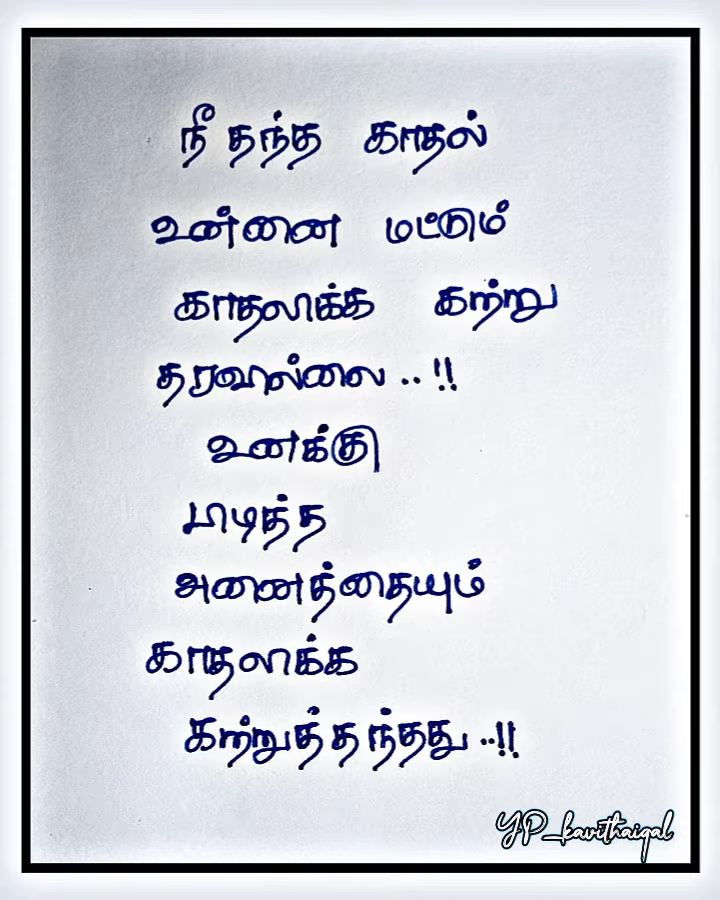 நீ தந்த காதல்
உன்னை மட்டும்
காதலிக்க கற்று
தரவில்லை..!!
உனக்கு
பிடித்த
அனைத்தையும்
காதலிக்க
கற்றுத்தந்தது..!!
YP_kavithaigal